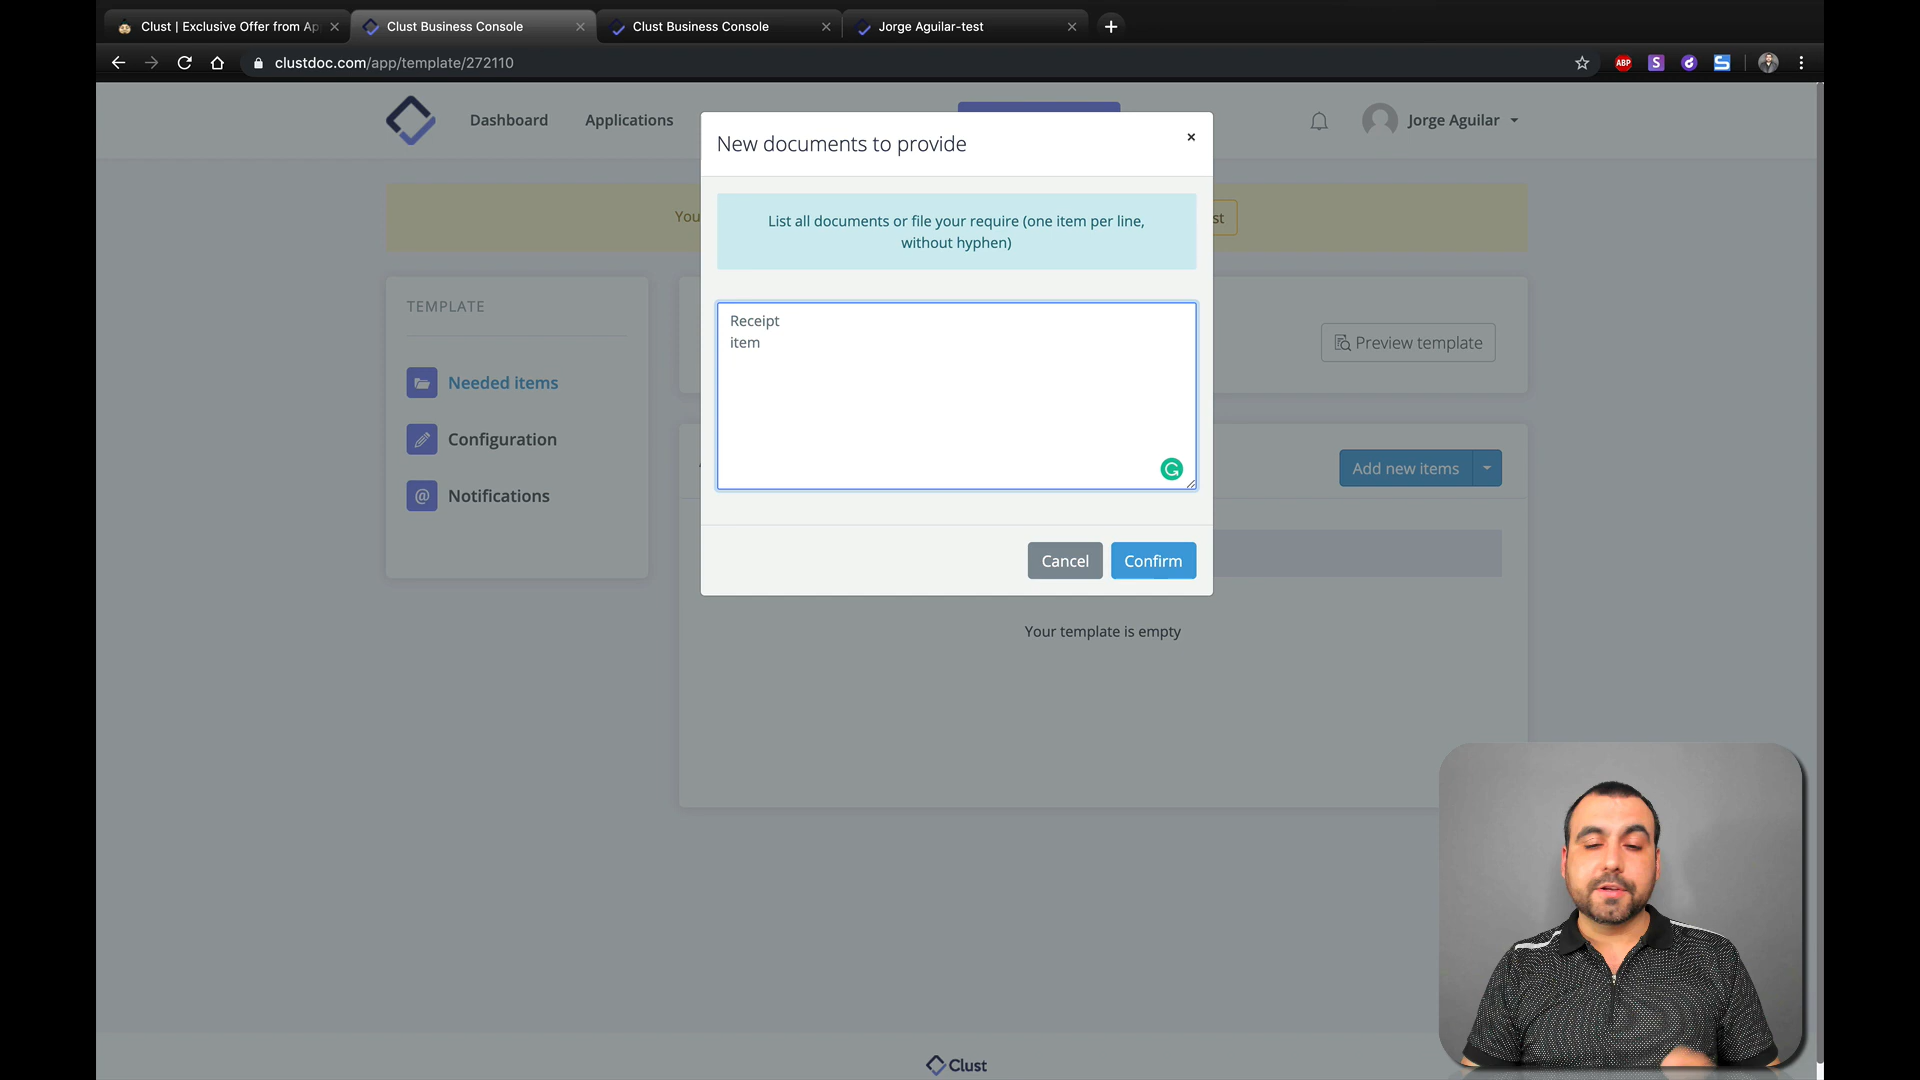 Clust | Exclusive Offer from Ap
Clust Business Console
Clust Business Console
Jorge Aguilar-test
clustdoc.com/app/template/272110
ABP
S
Dashboard
Applications
Jorge Aguilar
New documents to provide
×
You
st
List all documents or file your require (one item per line,
without hyphen)
TEMPLATE
Receipt
item
Preview template
Needed items
Configuration
Add new items
@ Notifications
Cancel
Confirm
Your template is empty
Clust